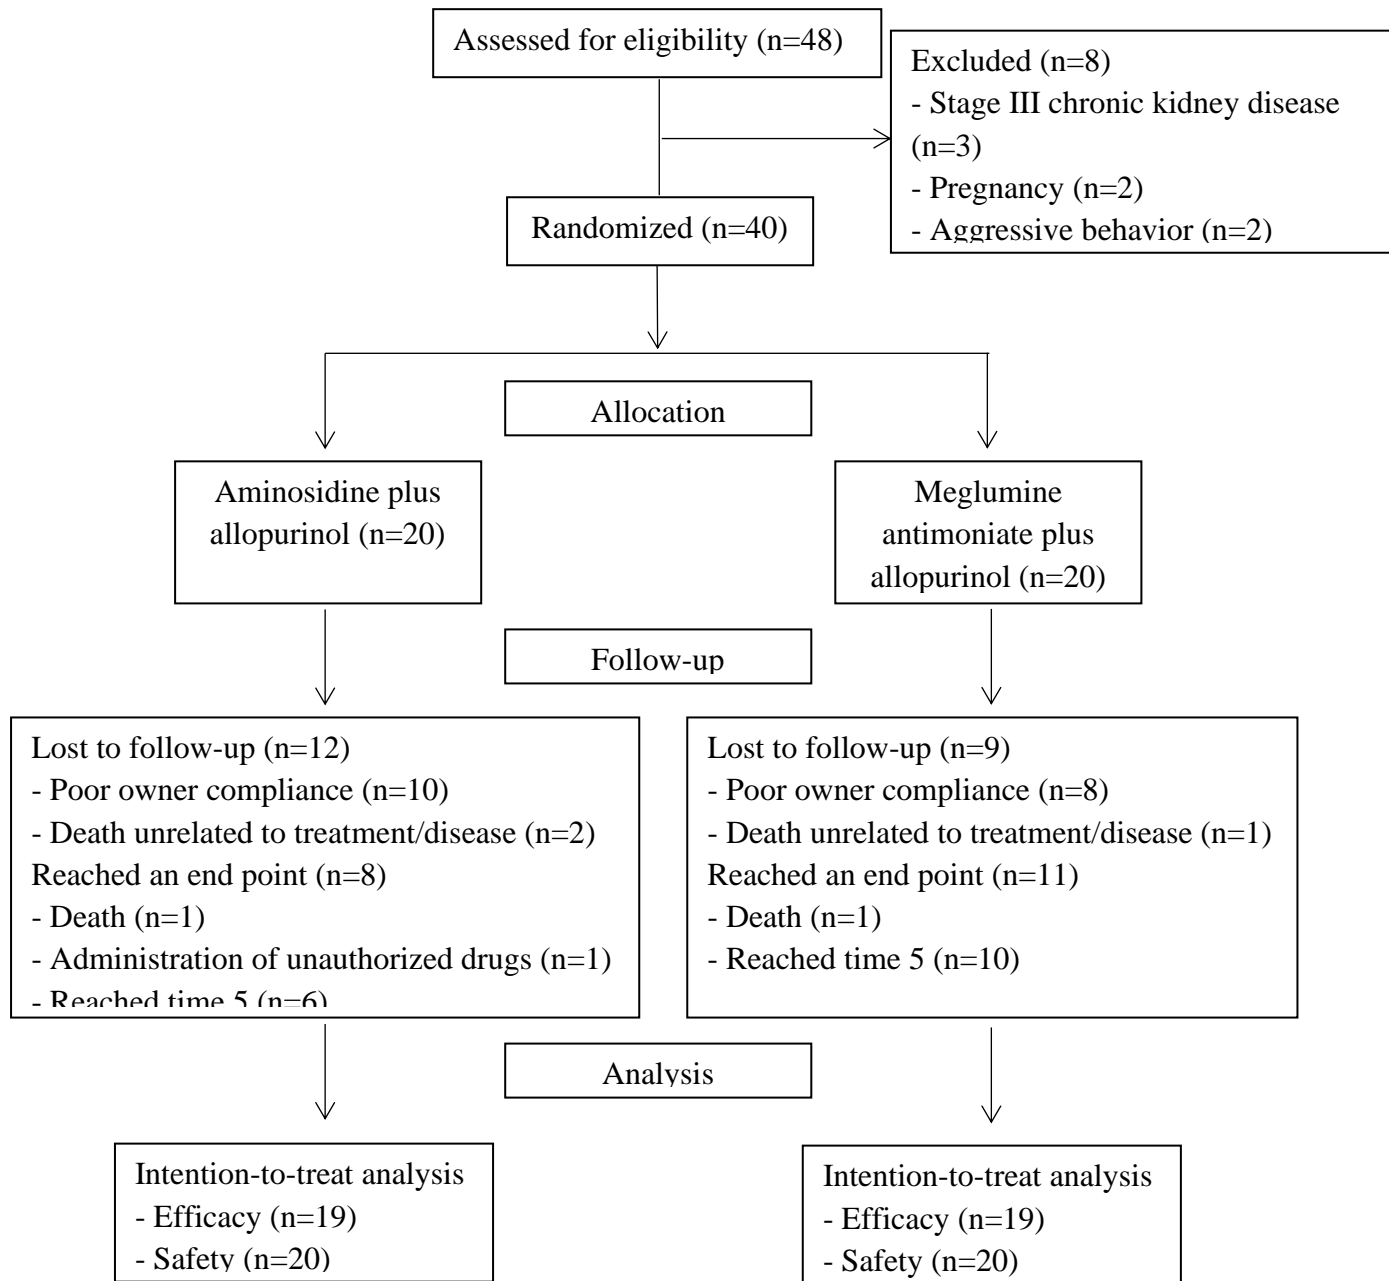 Assessed for eligibility (n=48)
Excluded (n=8)
- Stage III chronic kidney disease
(n=3)
- Pregnancy (n=2)
- Aggressive behavior (n=2)
Randomized (n=40)
Allocation
Aminosidine plus
allopurinol (n=20)
Meglumine
antimoniate plus
allopurinol (n=20)
Follow-up
Lost to follow-up (n=12)
- Poor owner compliance (n=10)
- Death unrelated to treatment/disease (n=2)
Reached an end point (n=8)
- Death (n=1)
- Administration of unauthorized drugs (n=1)
- Reached time 5 (n=6)
Lost to follow-up (n=9)
- Poor owner compliance (n=8)
- Death unrelated to treatment/disease (n=1)
Reached an end point (n=11)
- Death (n=1)
- Reached time 5 (n=10)
Analysis
Intention-to-treat analysis
- Efficacy (n=19)
- Safety (n=20)
Intention-to-treat analysis
- Efficacy (n=19)
- Safety (n=20)